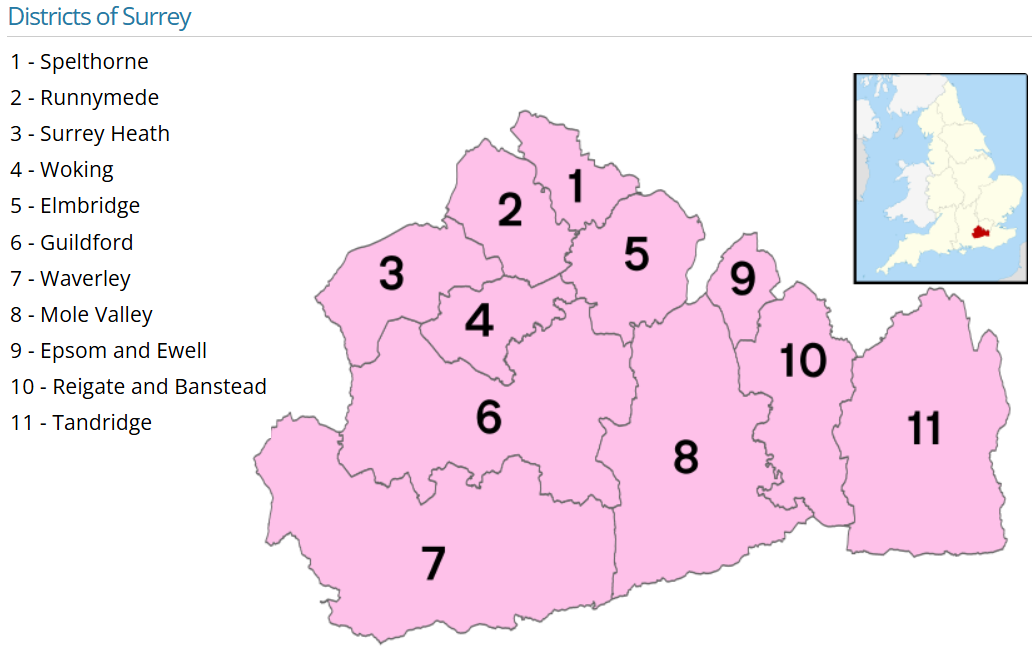 Districts of Surrey
1 - Spelthorne
2 - Runnymede
3 - Surrey Heath
4 - Woking
5 - Elmbridge
6 - Guildford
7 - Waverley
8 - Mole Valley
9 - Epsom and Ewell
10 - Reigate and Banstead
11 - Tandridge
1
2
3
4
5
6
7
8
9
10
11